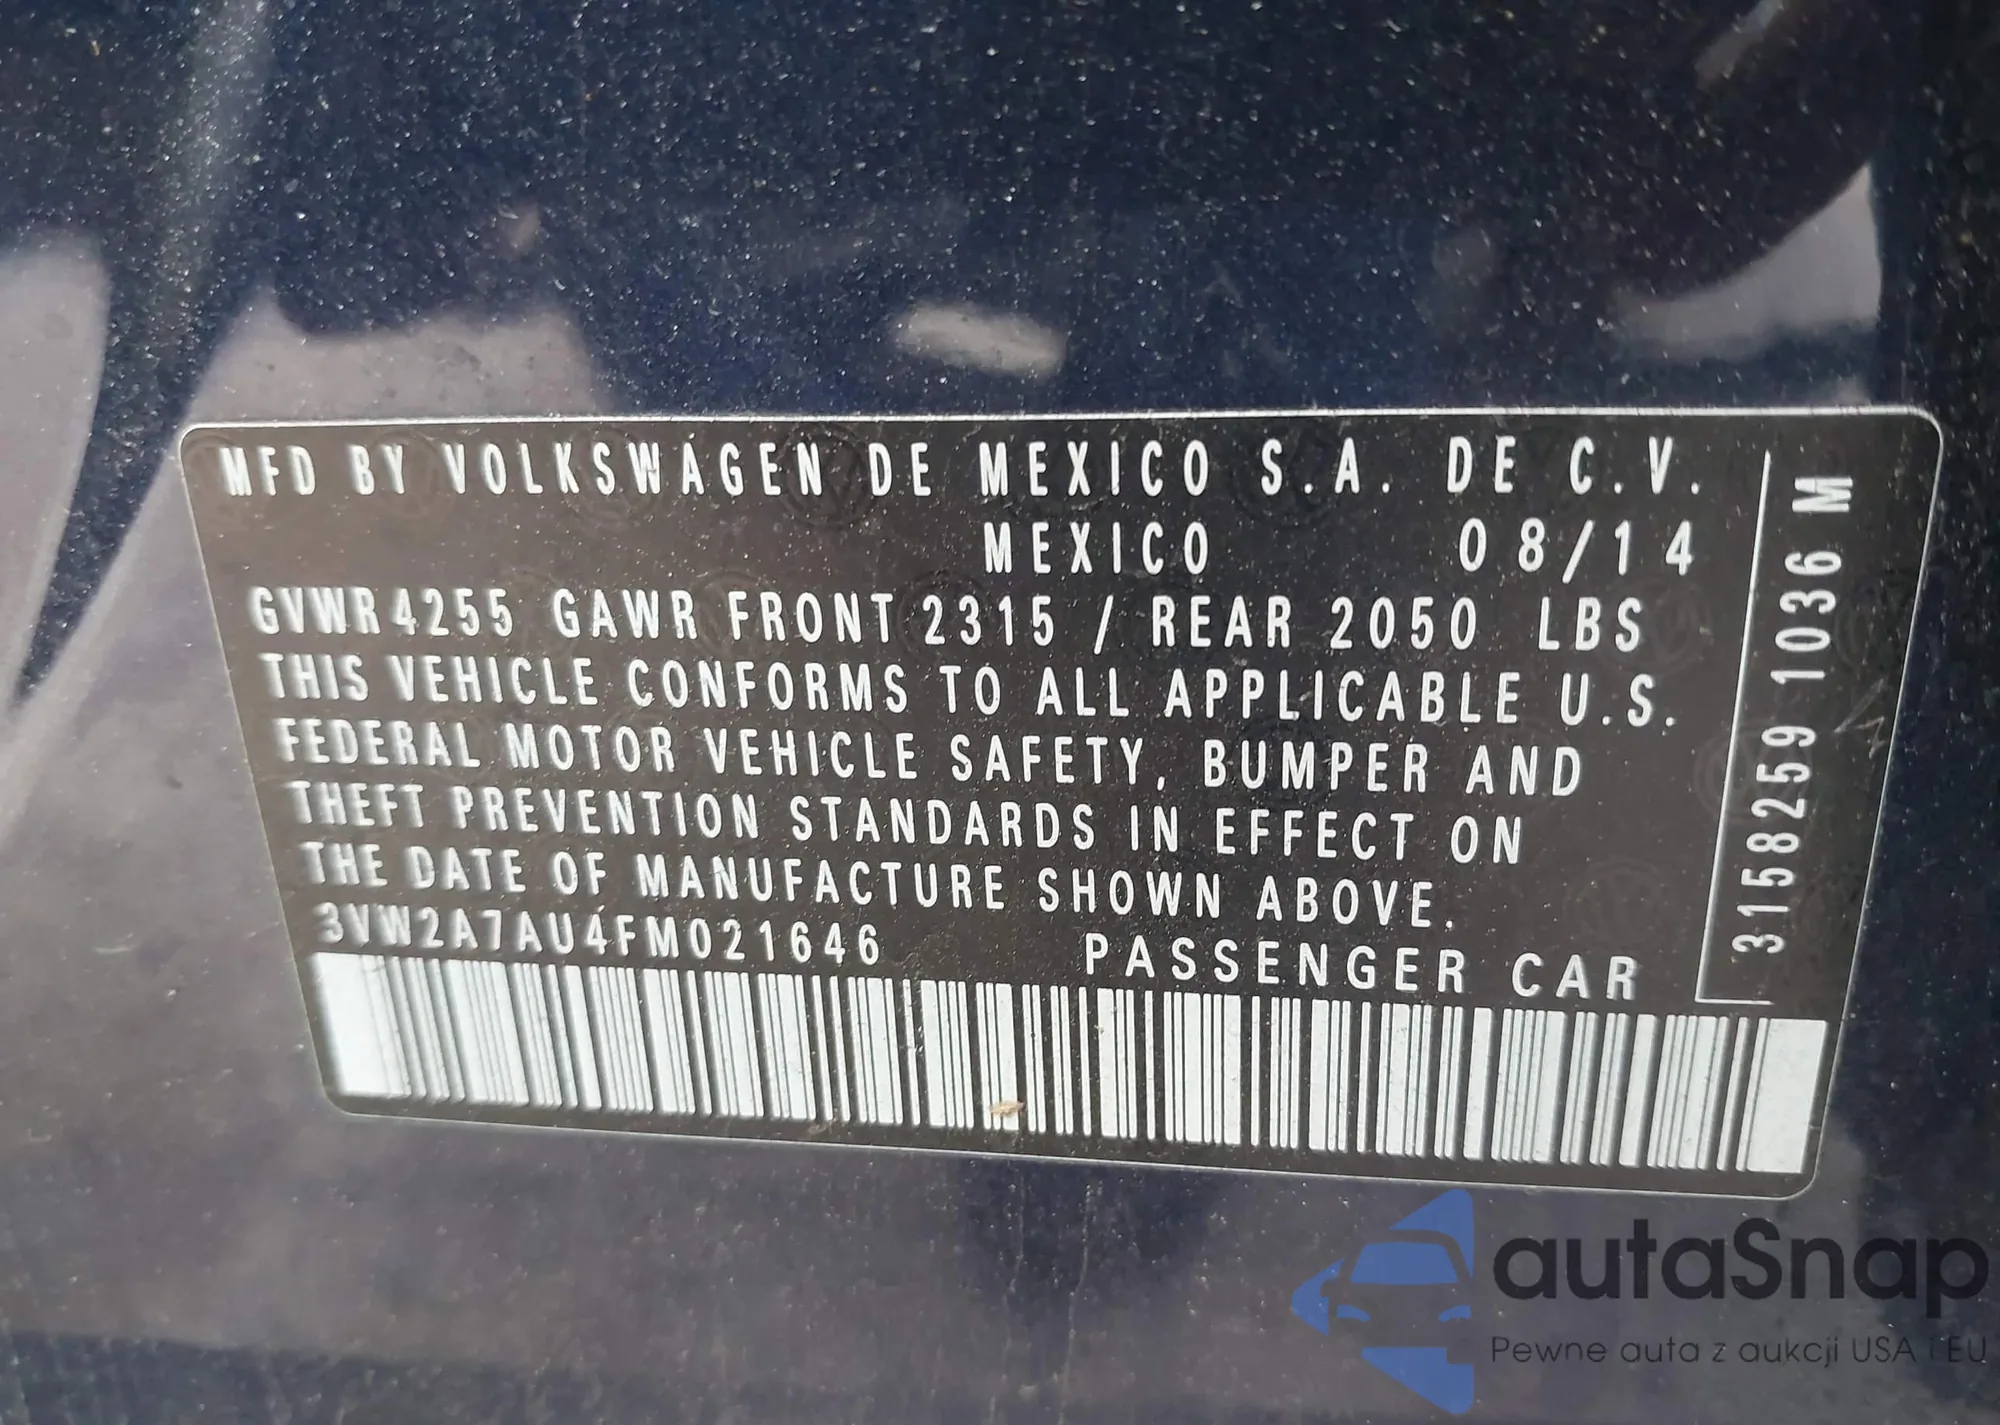 MFD BY VOLKSWAGEN DE MEXICO S.A. DE C.V.
MEXICO 08/14
GVWR 4255 GAWR FRONT 2315 / REAR 2050 LBS
THIS VEHICLE CONFORMS TO ALL APPLICABLE U.S.
FEDERAL MOTOR VEHICLE SAFETY, BUMPER AND
THEFT PREVENTION STANDARDS IN EFFECT ON
THE DATE OF MANUFACTURE SHOWN ABOVE.
3VW2A7AU4FM021646 PASSENGER CAR
3158259 1036 M
autaSnap
Pewne auta z aukcji USA i EU